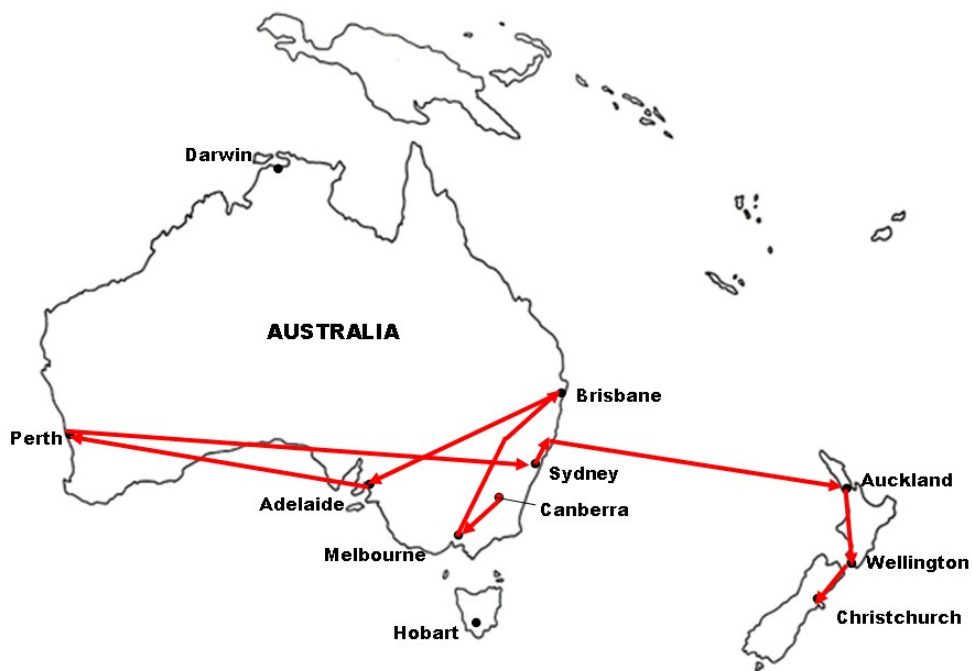 Darwin
AUSTRALIA
Brisbane
Perth
Sydney
Auckland
Adelaide
Canberra
Melbourne
Wellington
Christchurch
Hobart